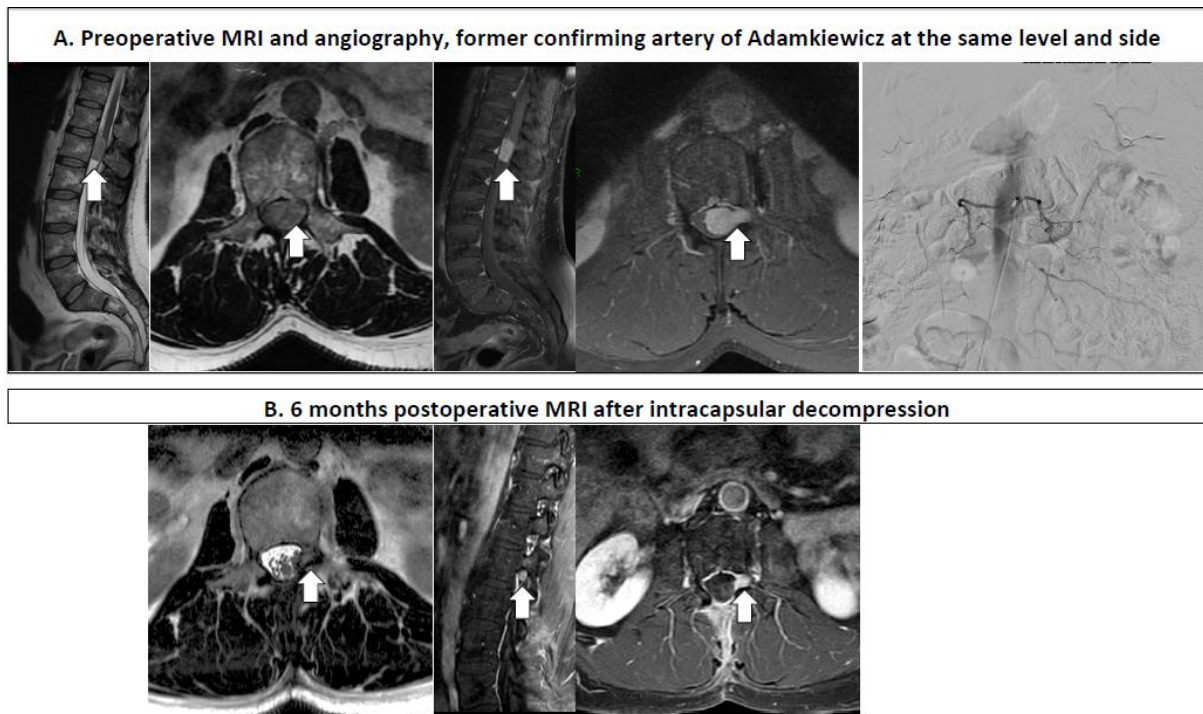 A. Preoperative MRI and angiography, former confirming artery of Adamkiewicz at the same level and side
R
B. 6 months postoperative MRI after intracapsular decompression